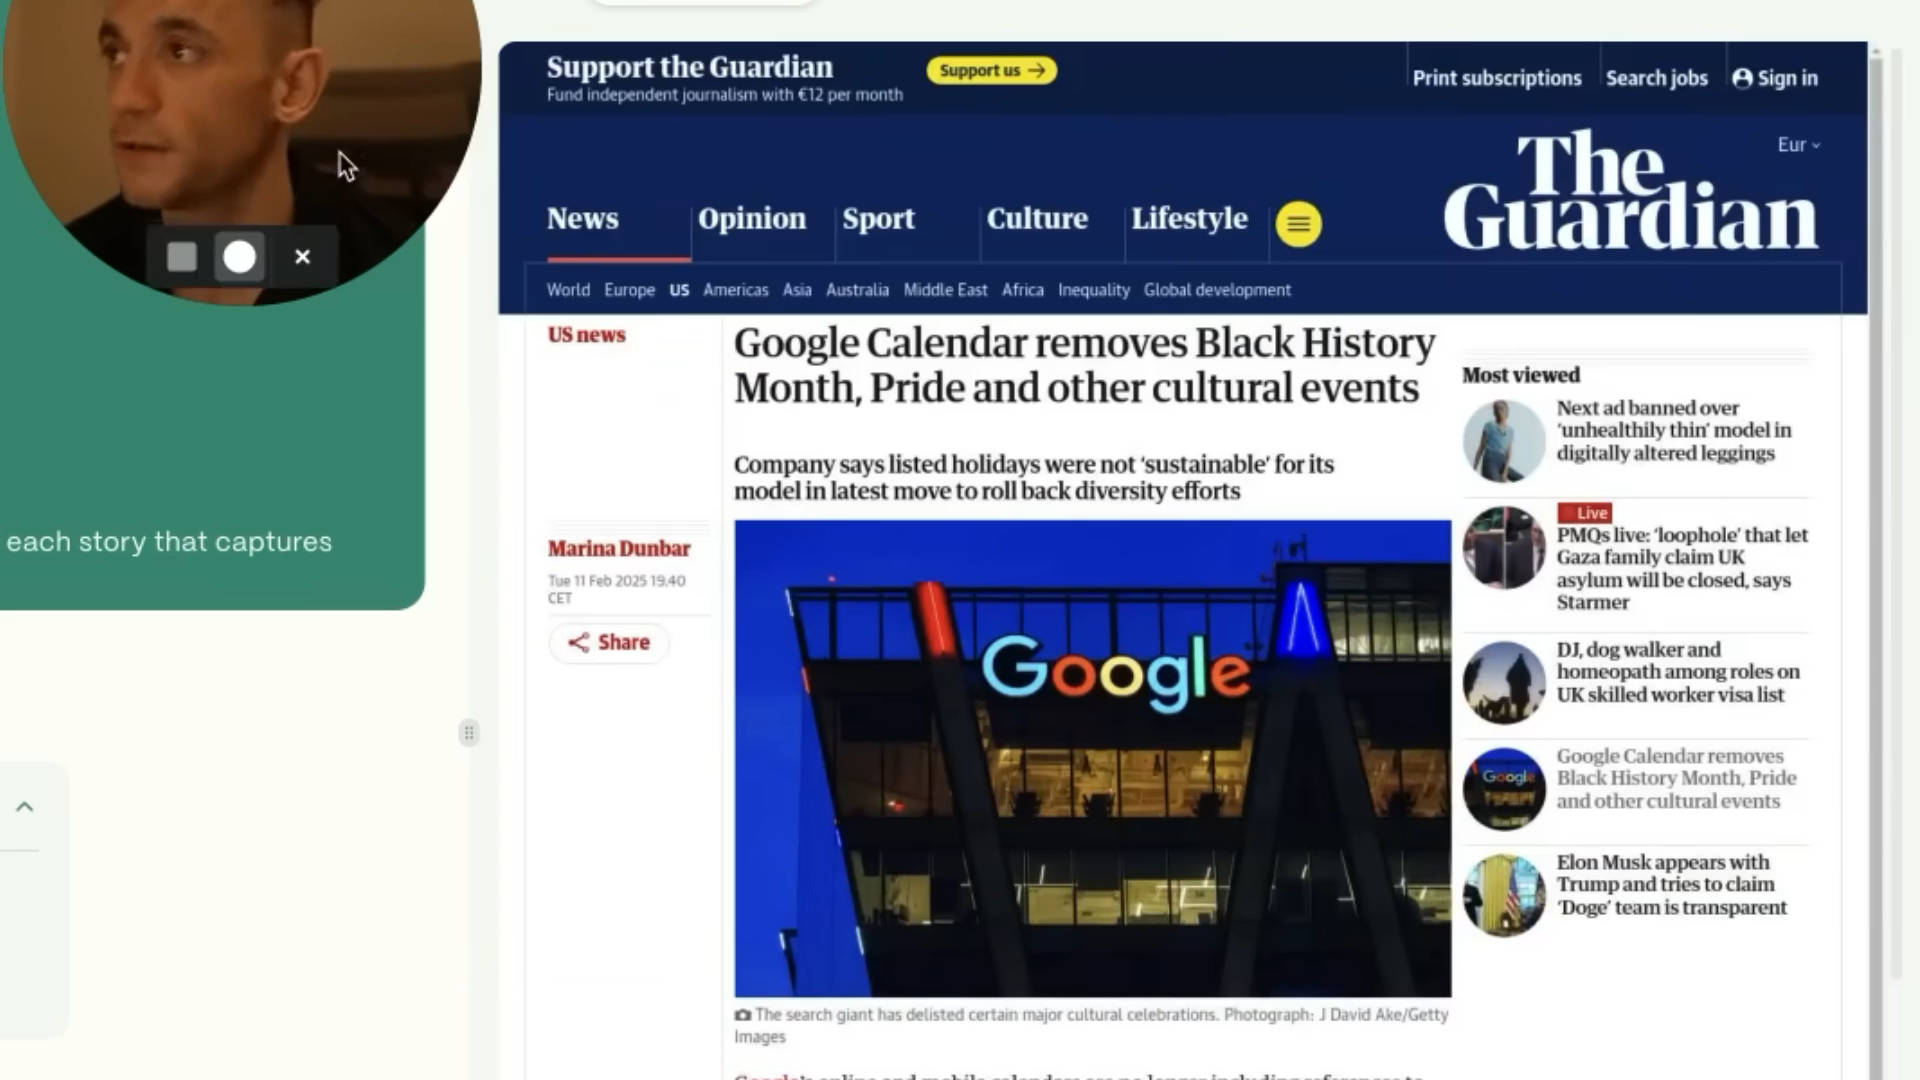 Support the Guardian
Fund independent journalism with €12 per month
Support us →
Print subscriptions
Search jobs
Sign in
Eur
The
Guardian
News
Opinion
Sport
Culture
Lifestyle
World
Europe
US
Americas
Asia
Australia
Middle East
Africa
Inequality
Global development
each story that captures
US news
Google Calendar removes Black History
Month, Pride and other cultural events
Company says listed holidays were not ‘sustainable’ for its
model in latest move to roll back diversity efforts
Marina Dunbar
Tue 11 Feb 2025 19.40
CET
Share
Google
The search giant has delisted certain major cultural celebrations. Photograph: J David Ake/Getty
Images
Most viewed
Next ad banned over
‘unhealthily thin’ model in
digitally altered leggings
Live
PMQs live: ‘loophole’ that let
Gaza family claim UK
asylum will be closed, says
Starmer
DJ, dog walker and
homeopath among roles on
UK skilled worker visa list
Google
Google Calendar removes
Black History Month, Pride
and other cultural events
Elon Musk appears with
Trump and tries to claim
‘Doge’ team is transparent